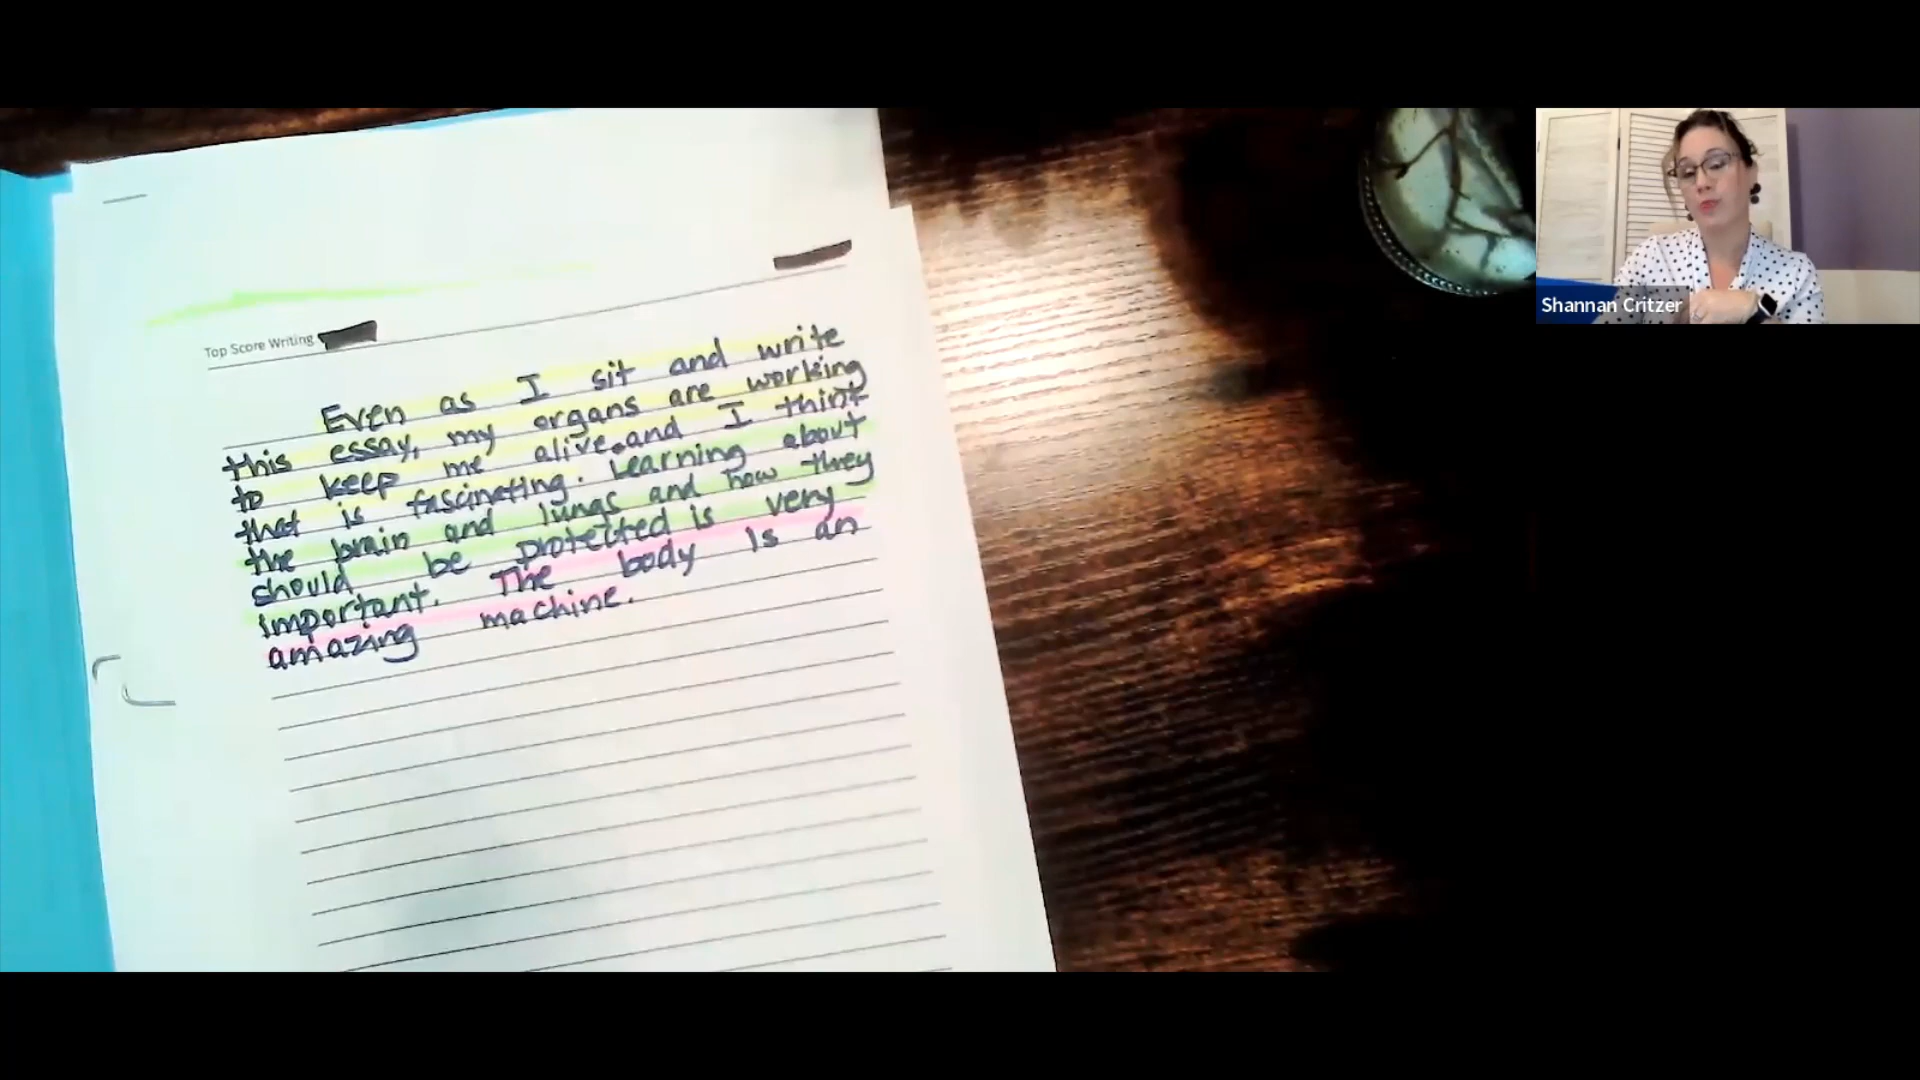 Top Score Writing
Even as I sit and write
this essay, my organs are working
to keep me alive.and I think
that is fascinating. Learning about
the brain and lungs and how they
should be protected is very
important. The body is an
amazing machine.
Shannan Critzer